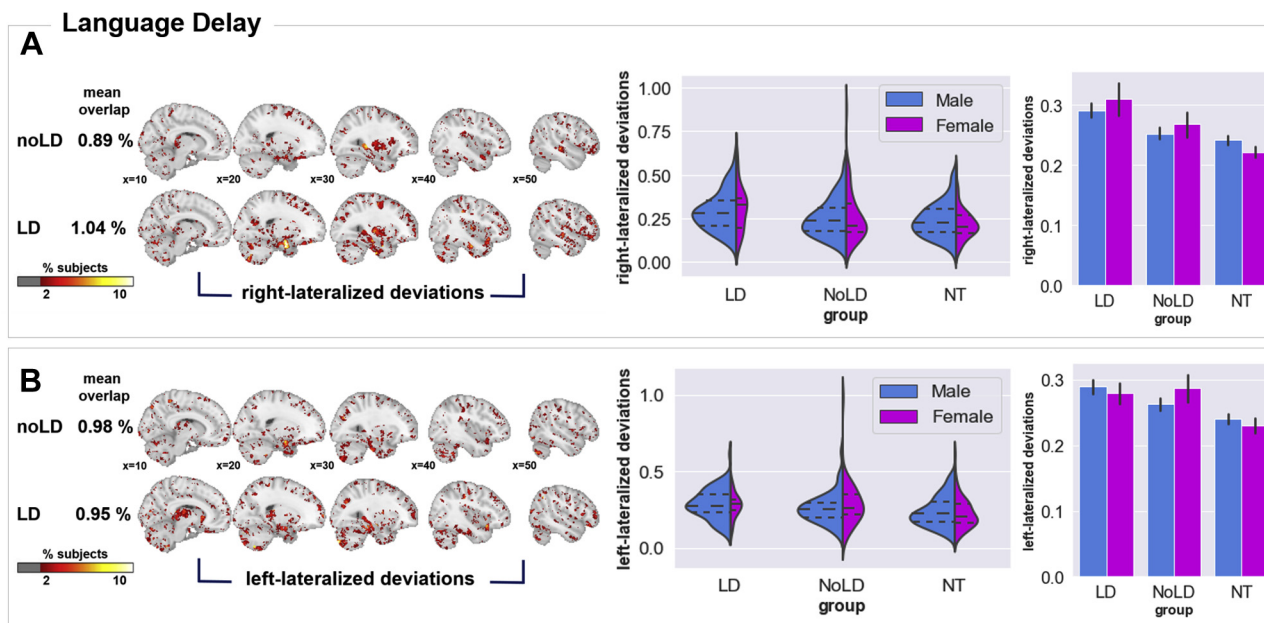 Language Delay
A
mean
overlap
noLD 0.89 %
x=10 x=20 x=30 x=40 x=50
LD 1.04 %
% subjects
2 10
right-lateralized deviations
right-lateralized deviations
1.00
0.75
0.50
0.25
0.00
Male
Female
LD NoLD NT
group
right-lateralized deviations
0.3
0.2
0.1
0.0
LD NoLD NT
group
B
mean
overlap
noLD 0.98 %
x=10 x=20 x=30 x=40 x=50
LD 0.95 %
% subjects
2 10
left-lateralized deviations
left-lateralized deviations
1.0
0.5
0.0
Male
Female
LD NoLD NT
group
left-lateralized deviations
0.3
0.2
0.1
0.0
LD NoLD NT
group